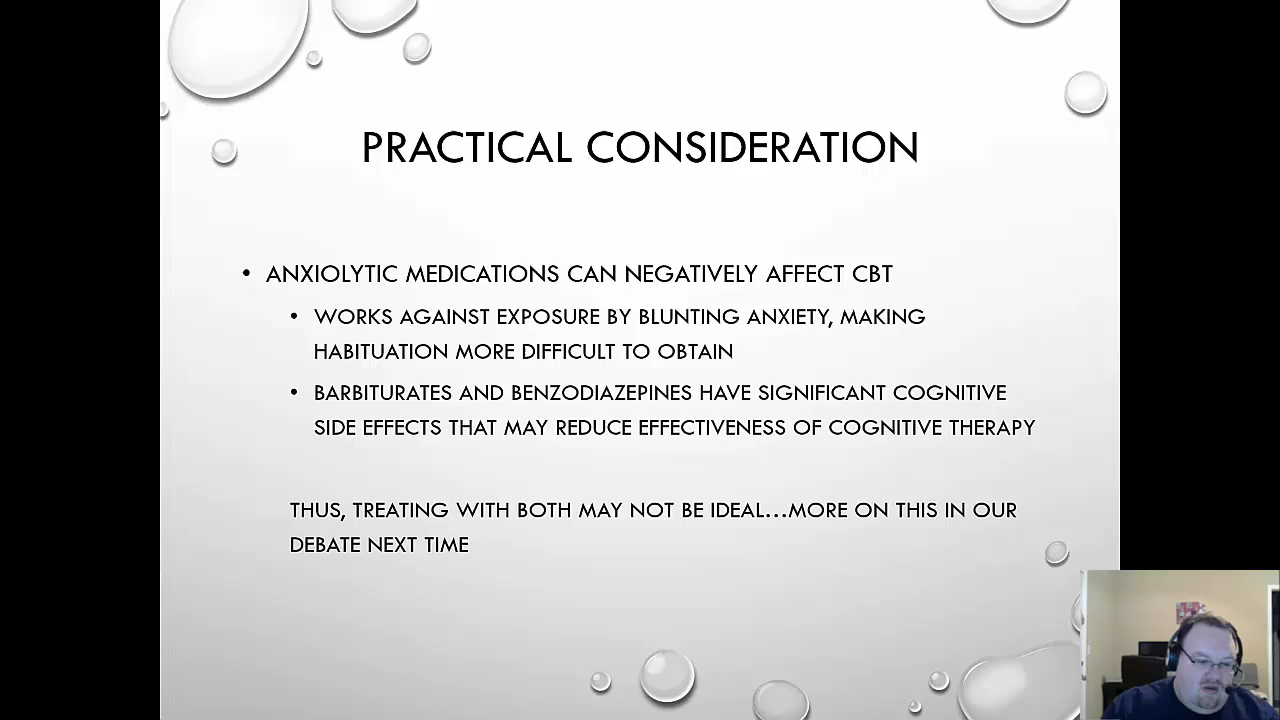 PRACTICAL CONSIDERATION
• ANXIOLYTIC MEDICATIONS CAN NEGATIVELY AFFECT CBT
• WORKS AGAINST EXPOSURE BY BLUNTING ANXIETY, MAKING
HABITUATION MORE DIFFICULT TO OBTAIN
• BARBITURATES AND BENZODIAZEPINES HAVE SIGNIFICANT COGNITIVE
SIDE EFFECTS THAT MAY REDUCE EFFECTIVENESS OF COGNITIVE THERAPY
THUS, TREATING WITH BOTH MAY NOT BE IDEAL...MORE ON THIS IN OUR
DEBATE NEXT TIME